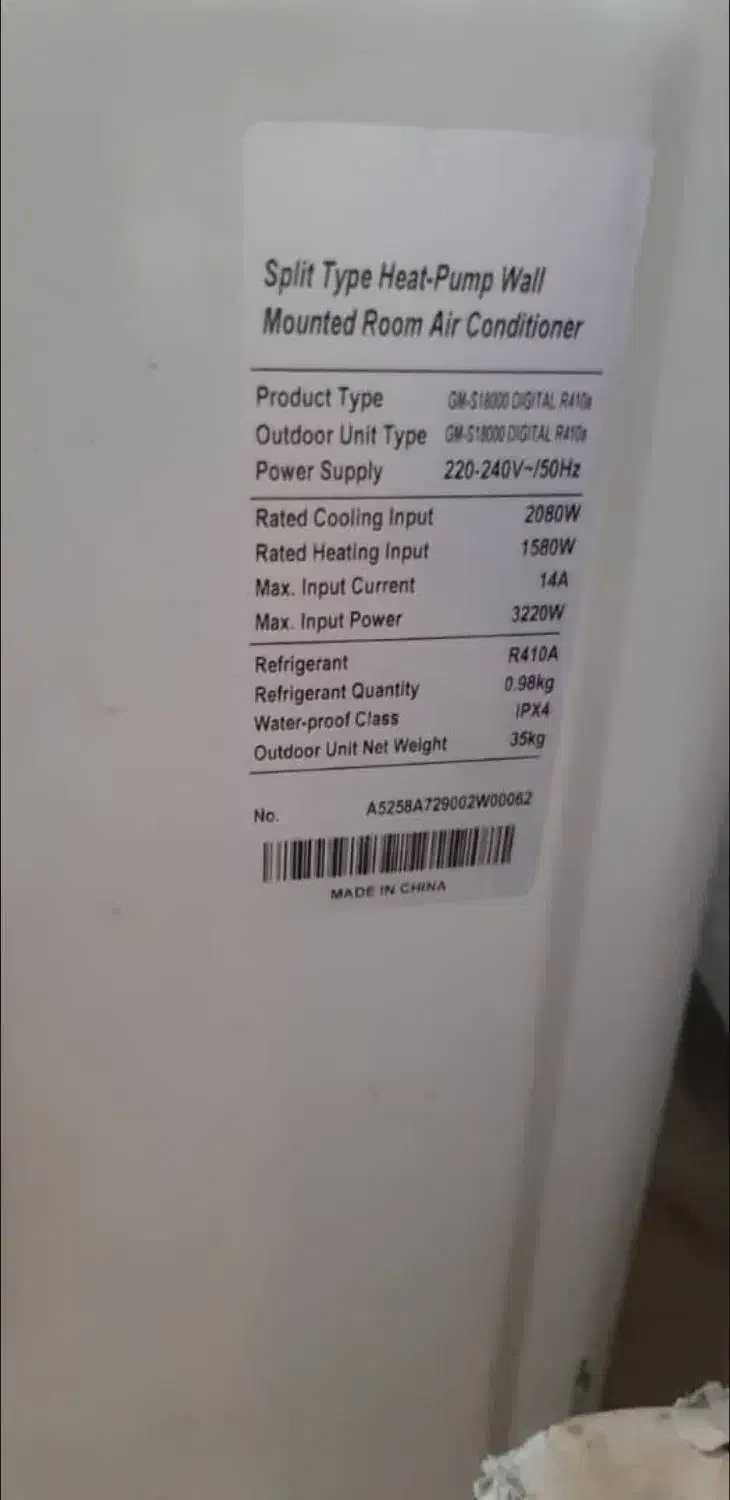 Split Type Heat-Pump Wall
Mounted Room Air Conditioner
Product Type GM-S18000 DIGITAL R410a
Outdoor Unit Type GM-S18000 DIGITAL R410a
Power Supply 220-240V~/50Hz
Rated Cooling Input 2080W
Rated Heating Input 1580W
Max. Input Current 14A
Max. Input Power 3220W
Refrigerant R410A
Refrigerant Quantity 0.98kg
Water-proof Class IPX4
Outdoor Unit Net Weight 35kg
No. A5258A729002W00062
MADE IN CHINA